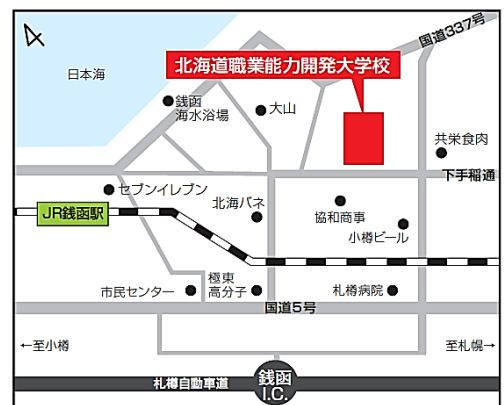 国道337号
日本海
北海道職業能力開発大学校
銭函
海水浴場
大山
共栄食肉
下手稲通
セブンイレブン
JR銭函駅
北海バネ
協和商事
小樽ビール
市民センター
極東
高分子
札樽病院
国道5号
←至小樽
至札幌→
札樽自動車道
銭函
I.C.